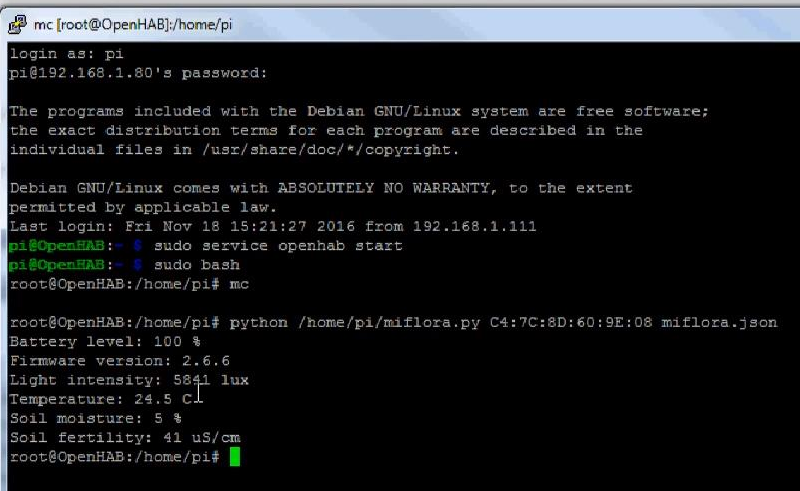 mc [root@OpenHAB]:/home/pi
login as: pi
pi@192.168.1.80's password:
The programs included with the Debian GNU/Linux system are free software;
the exact distribution terms for each program are described in the
individual files in /usr/share/doc/*/copyright.
Debian GNU/Linux comes with ABSOLUTELY NO WARRANTY, to the extent
permitted by applicable law.
Last login: Fri Nov 18 15:21:27 2016 from 192.168.1.111
pi@OpenHAB:~ $ sudo service openhab start
pi@OpenHAB:~ $ sudo bash
root@OpenHAB:/home/pi# mc
root@OpenHAB:/home/pi# python /home/pi/miflora.py C4:7C:8D:60:9E:08 miflora.json
Battery level: 100 %
Firmware version: 2.6.6
Light intensity: 5841 lux
Temperature: 24.5 C
Soil moisture: 5 %
Soil fertility: 41 uS/cm
root@OpenHAB:/home/pi#